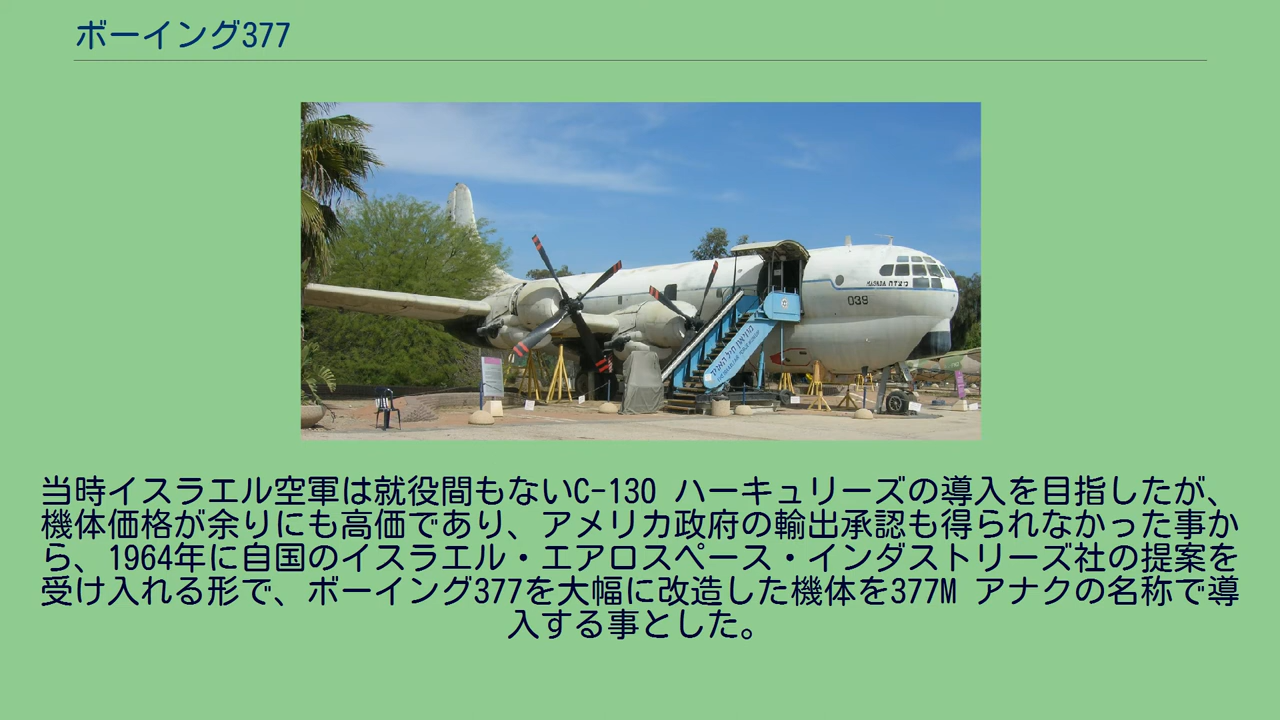 ボーイング377
מצדה MASADA
039
מוזיאון חיל האויר
当時イスラエル空軍は就役間もないC-130 ハーキュリーズの導入を目指したが、
機体価格が余りにも高価であり、アメリカ政府の輸出承認も得られなかった事か
ら、1964年に自国のイスラエル・エアロスペース・インダストリーズ社の提案を
受け入れる形で、ボーイング377を大幅に改造した機体を377M アナクの名称で導
入する事とした。